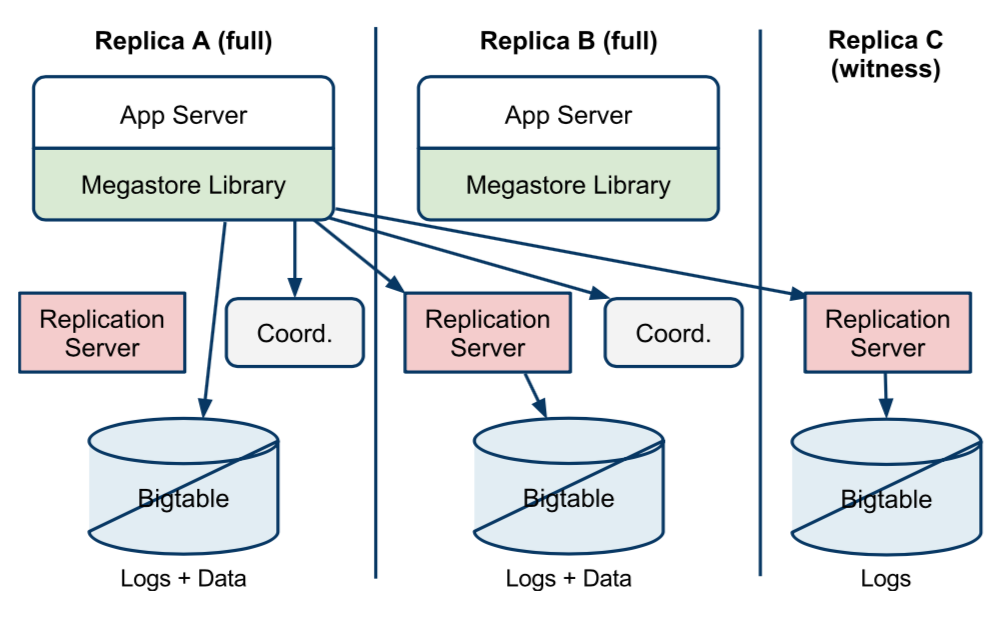 Replica A (full)
Replica B (full)
Replica C
(witness)
App Server
Megastore Library
App Server
Megastore Library
Replication
Server
Coord.
Replication
Server
Coord.
Replication
Server
Bigtable
Bigtable
Bigtable
Logs + Data
Logs + Data
Logs